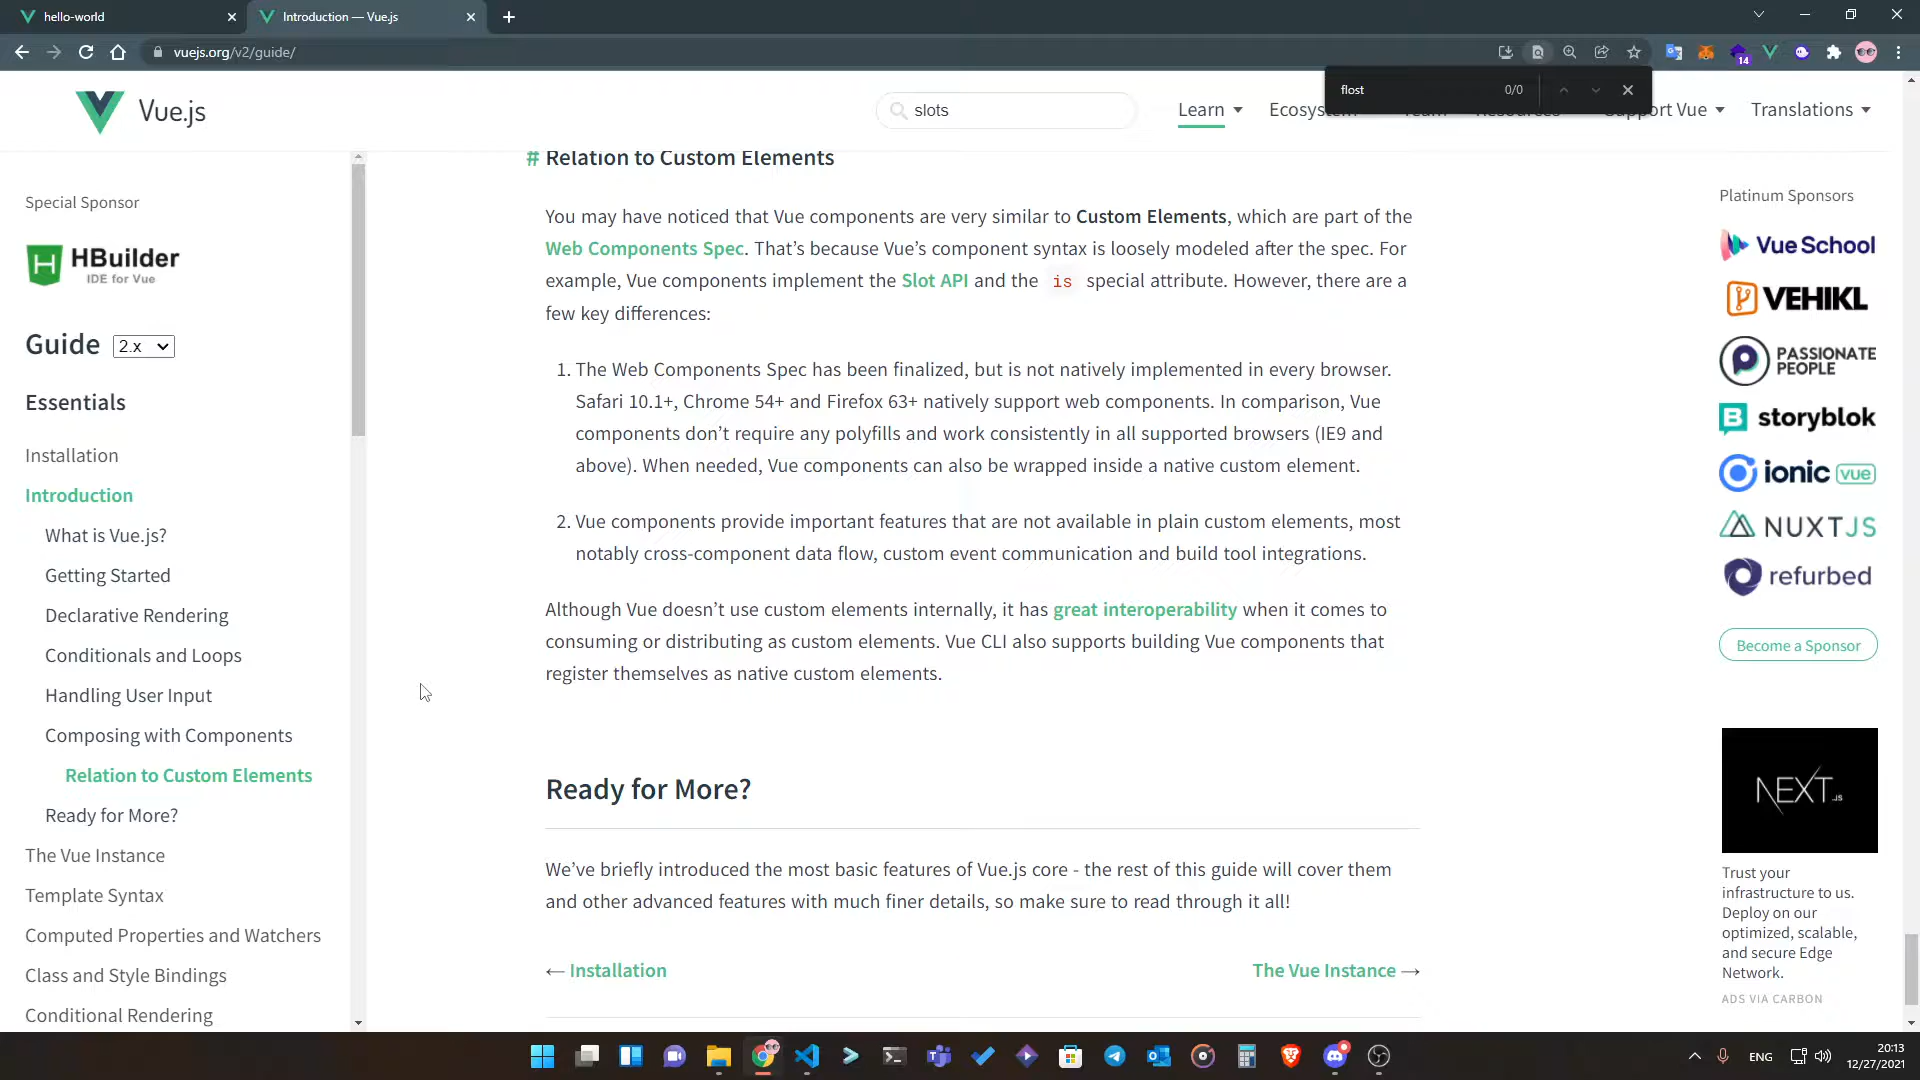 hello-world
Introduction — Vue.js
vuejs.org/v2/guide/
14
flost
0/0
Vue.js
slots
Learn
Ecosystem
Team
Resources
Support Vue
Translations
Special Sponsor
HBuilder
IDE for Vue
Guide 2.x
Essentials
Installation
Introduction
What is Vue.js?
Getting Started
Declarative Rendering
Conditionals and Loops
Handling User Input
Composing with Components
Relation to Custom Elements
Ready for More?
The Vue Instance
Template Syntax
Computed Properties and Watchers
Class and Style Bindings
Conditional Rendering
# Relation to Custom Elements
You may have noticed that Vue components are very similar to Custom Elements, which are part of the
Web Components Spec. That’s because Vue’s component syntax is loosely modeled after the spec. For
example, Vue components implement the Slot API and the is special attribute. However, there are a
few key differences:
1. The Web Components Spec has been finalized, but is not natively implemented in every browser.
Safari 10.1+, Chrome 54+ and Firefox 63+ natively support web components. In comparison, Vue
components don’t require any polyfills and work consistently in all supported browsers (IE9 and
above). When needed, Vue components can also be wrapped inside a native custom element.
2. Vue components provide important features that are not available in plain custom elements, most
notably cross-component data flow, custom event communication and build tool integrations.
Although Vue doesn’t use custom elements internally, it has great interoperability when it comes to
consuming or distributing as custom elements. Vue CLI also supports building Vue components that
register themselves as native custom elements.
Ready for More?
We’ve briefly introduced the most basic features of Vue.js core - the rest of this guide will cover them
and other advanced features with much finer details, so make sure to read through it all!
← Installation
The Vue Instance →
Platinum Sponsors
Vue School
VEHIKL
PASSIONATE
PEOPLE
storyblok
ionic vue
NUXTJS
refurbed
Become a Sponsor
NEXT.JS
Trust your
infrastructure to us.
Deploy on our
optimized, scalable,
and secure Edge
Network.
ADS VIA CARBON
ENG
20:13
12/27/2021